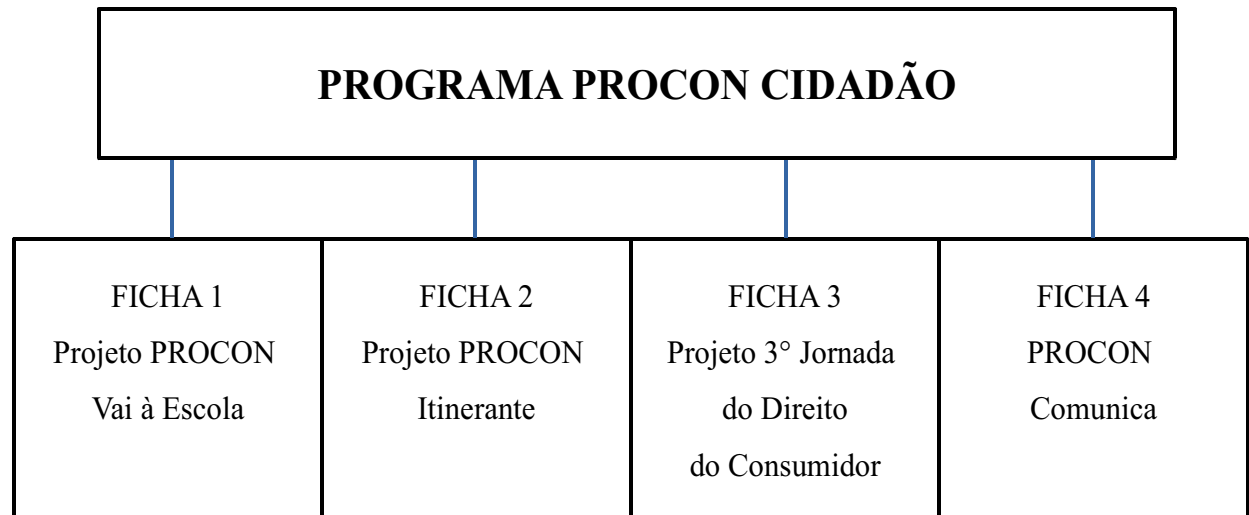 PROGRAMA PROCON CIDADÃO
FICHA 1
Projeto PROCON
Vai à Escola
FICHA 2
Projeto PROCON
Itinerante
FICHA 3
Projeto 3° Jornada
do Direito
do Consumidor
FICHA 4
PROCON
Comunica